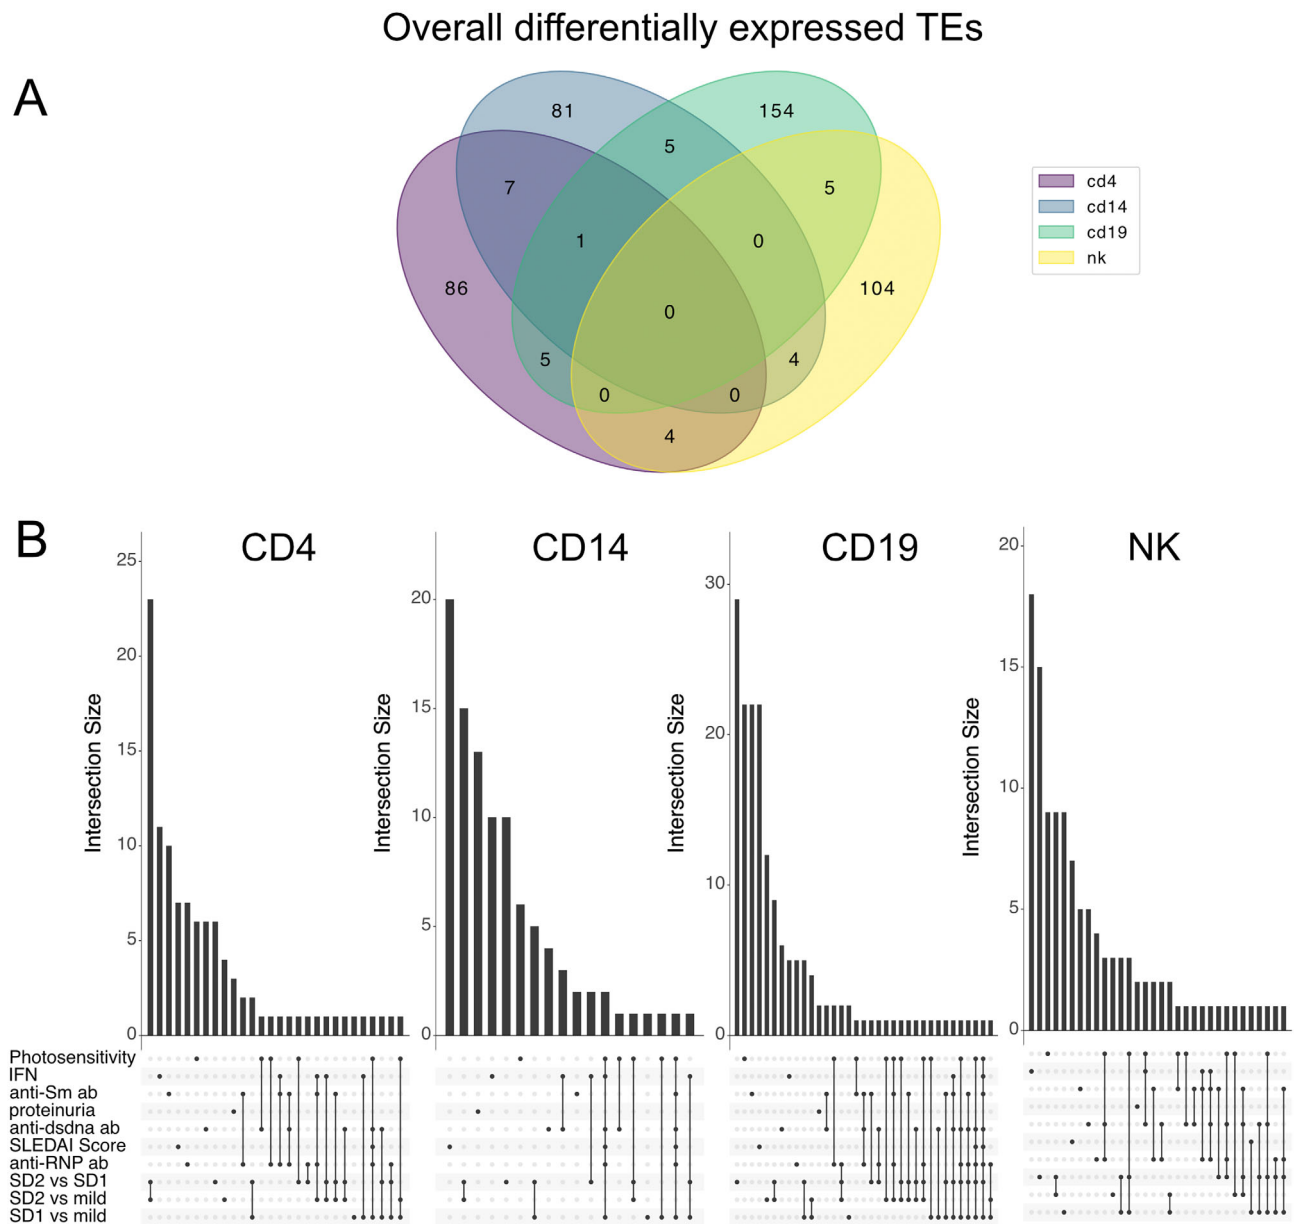 Overall differentially expressed TEs
A
81
154
5
7
5
cd4
cd14
cd19
nk
1
0
86
104
0
5
4
0
0
4
B
CD4
CD14
CD19
NK
25
20
15
10
5
0
Intersection Size
20
15
10
5
0
Intersection Size
30
20
10
0
Intersection Size
20
15
10
5
0
Intersection Size
Photosensitivity
IFN
anti-Sm ab
proteinuria
anti-dsdna ab
SLEDAI Score
anti-RNP ab
SD2 vs SD1
SD2 vs mild
SD1 vs mild